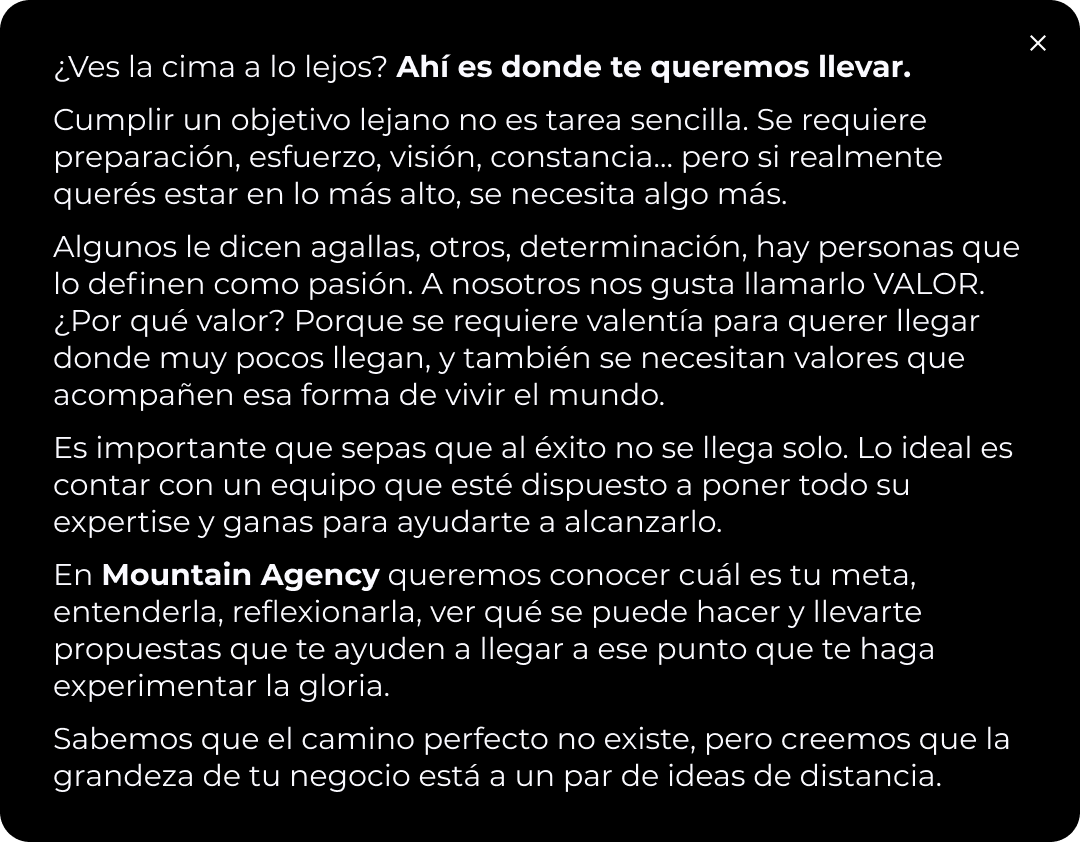 ¿Ves la cima a lo lejos? Ahí es donde te queremos llevar.
Cumplir un objetivo lejano no es tarea sencilla. Se requiere
preparación, esfuerzo, visión, constancia... pero si realmente
querés estar en lo más alto, se necesita algo más.
Algunos le dicen agallas, otros, determinación, hay personas que
lo definen como pasión. A nosotros nos gusta llamarlo VALOR.
¿Por qué valor? Porque se requiere valentía para querer llegar
donde muy pocos llegan, y también se necesitan valores que
acompañen esa forma de vivir el mundo.
Es importante que sepas que al éxito no se llega solo. Lo ideal es
contar con un equipo que esté dispuesto a poner todo su
expertise y ganas para ayudarte a alcanzarlo.
En Mountain Agency queremos conocer cuál es tu meta,
entenderla, reflexionarla, ver qué se puede hacer y llevarte
propuestas que te ayuden a llegar a ese punto que te haga
experimentar la gloria.
Sabemos que el camino perfecto no existe, pero creemos que la
grandeza de tu negocio está a un par de ideas de distancia.